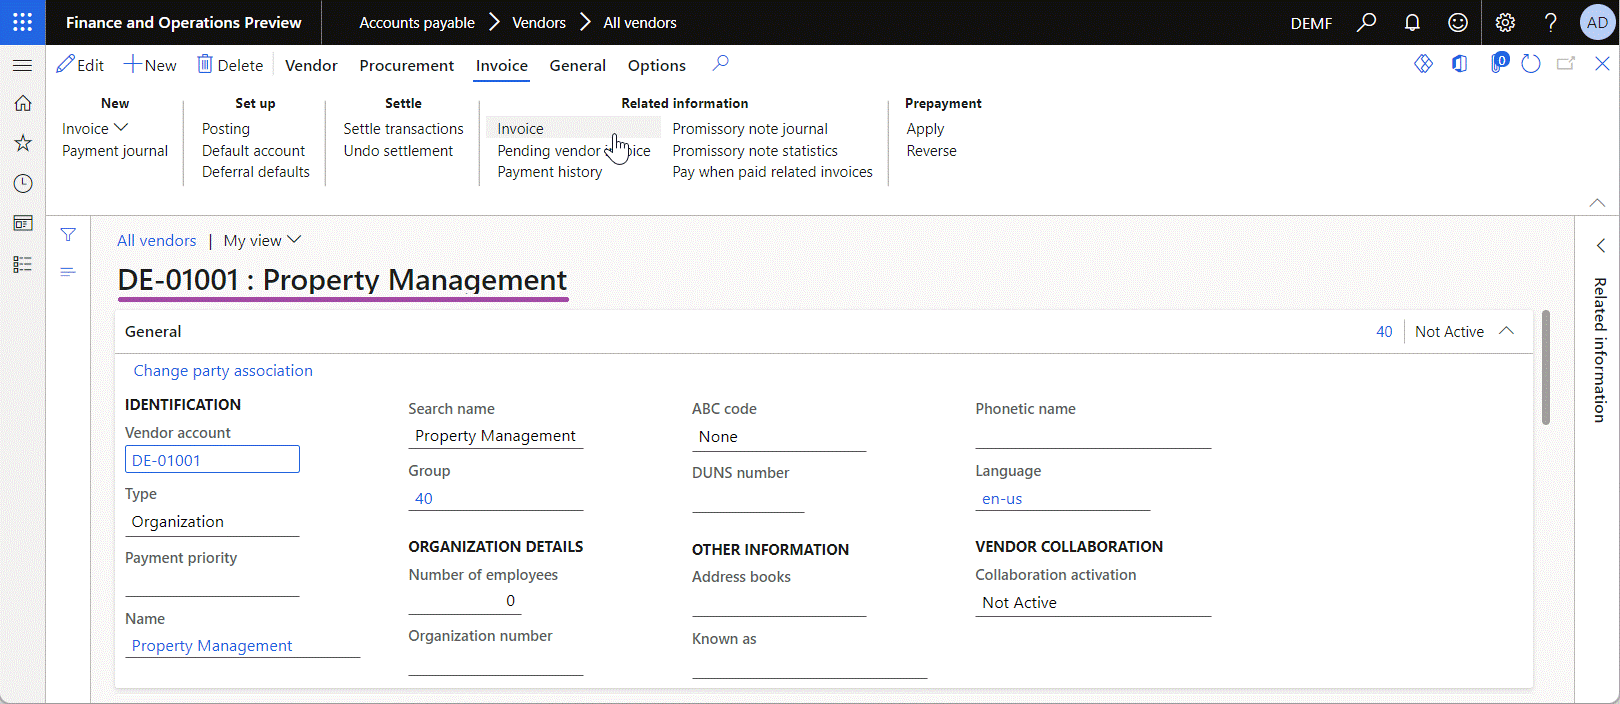 Finance and Operations Preview
Accounts payable > Vendors > All vendors
DEMF
AD
Edit New Delete Vendor Procurement Invoice General Options
0
New
Invoice
Payment journal
Set up
Posting
Default account
Deferral defaults
Settle
Settle transactions
Undo settlement
Related information
Invoice
Pending vendor
Payment history
Promissory note journal
Promissory note statistics
Pay when paid related invoices
Prepayment
Apply
Reverse
All vendors | My view
DE-01001 : Property Management
General
40 | Not Active
Change party association
IDENTIFICATION
Vendor account
DE-01001
Type
Organization
Payment priority
Name
Property Management
Search name
Property Management
Group
40
ORGANIZATION DETAILS
Number of employees
0
Organization number
ABC code
None
DUNS number
OTHER INFORMATION
Address books
Known as
Phonetic name
Language
en-us
VENDOR COLLABORATION
Collaboration activation
Not Active
Related information